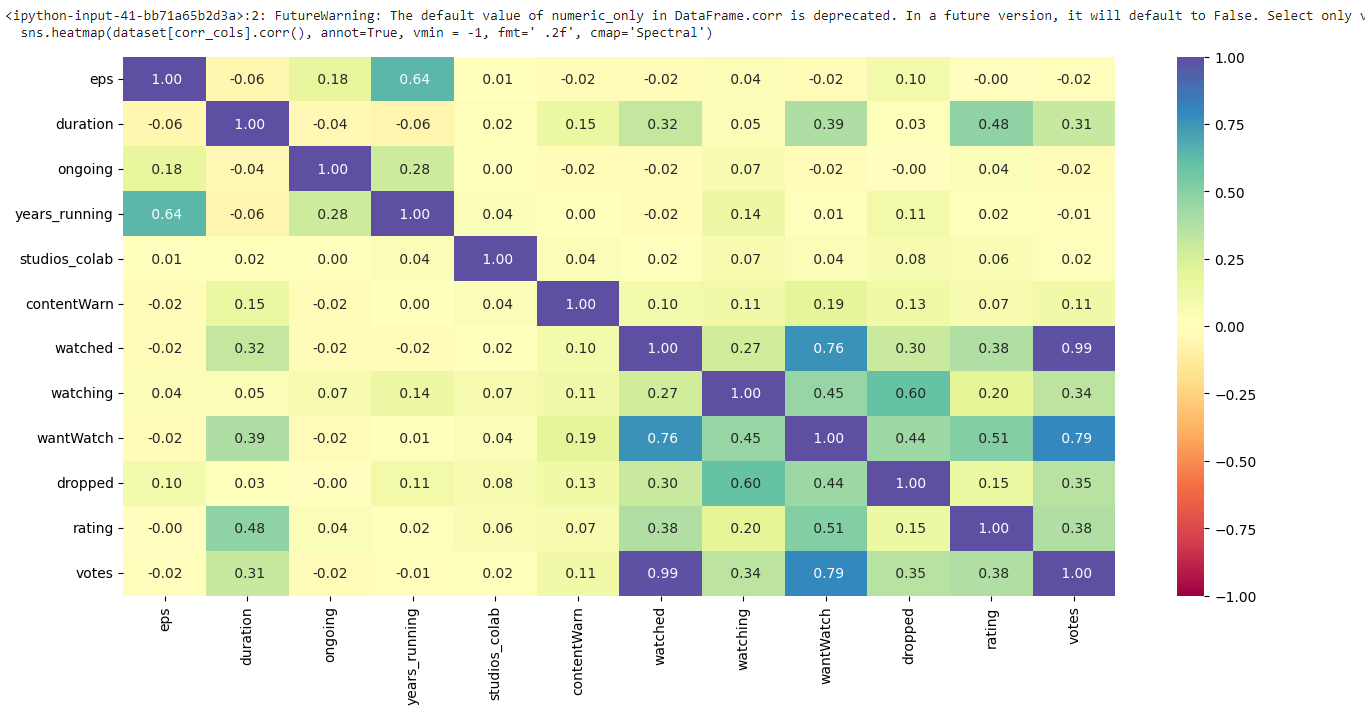 <ipython-input-41-bb71a65b2d3a>:2: FutureWarning: The default value of numeric_only in DataFrame.corr is deprecated. In a future version, it will default to False. Select only v
sns.heatmap(dataset[corr_cols].corr(), annot=True, vmin = -1, fmt=' .2f', cmap='Spectral')
eps 1.00 -0.06 0.18 0.64 0.01 -0.02 -0.02 0.04 -0.02 0.10 -0.00 -0.02
duration -0.06 1.00 -0.04 -0.06 0.02 0.15 0.32 0.05 0.39 0.03 0.48 0.31
ongoing 0.18 -0.04 1.00 0.28 0.00 -0.02 -0.02 0.07 -0.02 -0.00 0.04 -0.02
years_running 0.64 -0.06 0.28 1.00 0.04 0.00 -0.02 0.14 0.01 0.11 0.02 -0.01
studios_colab 0.01 0.02 0.00 0.04 1.00 0.04 0.02 0.07 0.04 0.08 0.06 0.02
contentWarn -0.02 0.15 -0.02 0.00 0.04 1.00 0.10 0.11 0.19 0.13 0.07 0.11
watched -0.02 0.32 -0.02 -0.02 0.02 0.10 1.00 0.27 0.76 0.30 0.38 0.99
watching 0.04 0.05 0.07 0.14 0.07 0.11 0.27 1.00 0.45 0.60 0.20 0.34
wantWatch -0.02 0.39 -0.02 0.01 0.04 0.19 0.76 0.45 1.00 0.44 0.51 0.79
dropped 0.10 0.03 -0.00 0.11 0.08 0.13 0.30 0.60 0.44 1.00 0.15 0.35
rating -0.00 0.48 0.04 0.02 0.06 0.07 0.38 0.20 0.51 0.15 1.00 0.38
votes -0.02 0.31 -0.02 -0.01 0.02 0.11 0.99 0.34 0.79 0.35 0.38 1.00
eps duration ongoing years_running studios_colab contentWarn watched watching wantWatch dropped rating votes
1.00
0.75
0.50
0.25
0.00
−0.25
−0.50
−0.75
−1.00